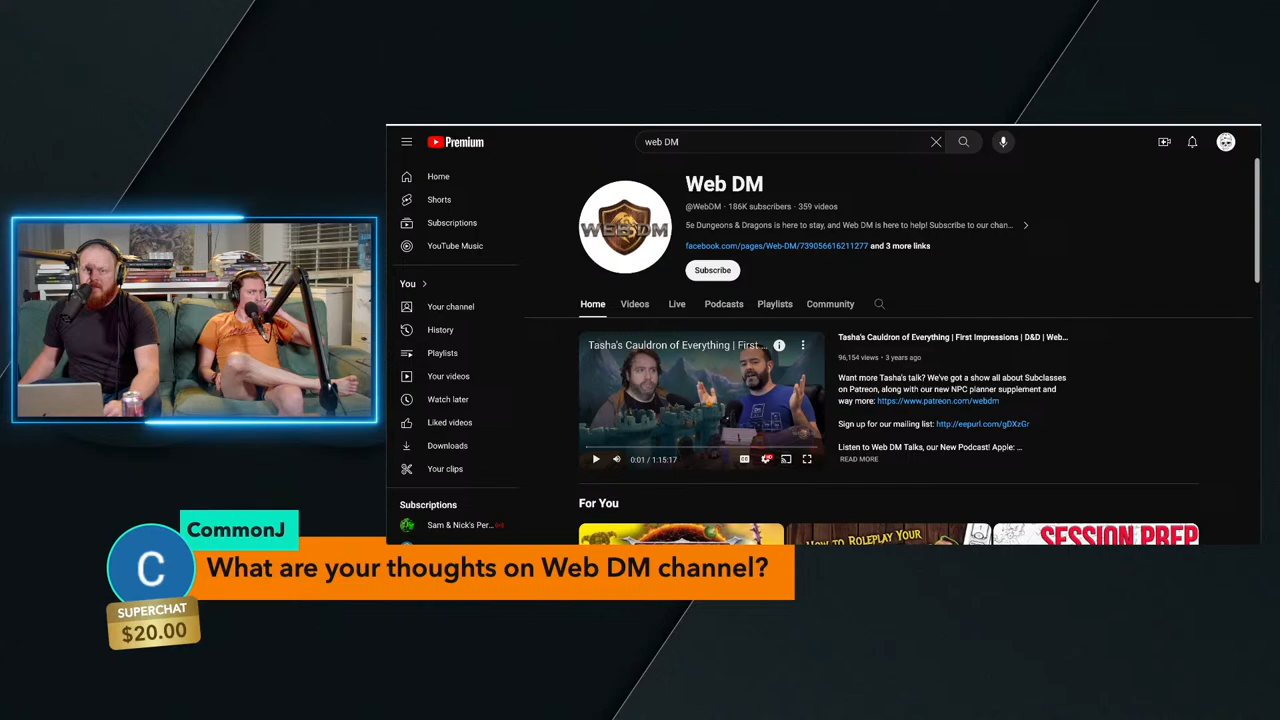 Premium
web DM
Home
Shorts
Subscriptions
YouTube Music
You
Your channel
History
Playlists
Your videos
Watch later
Liked videos
Downloads
Your clips
Subscriptions
Sam & Nick's Per...
WEB DM
Web DM
@WebDM · 186K subscribers · 359 videos
5e Dungeons & Dragons is here to stay, and Web DM is here to help! Subscribe to our chan...
facebook.com/pages/Web-DM/739056616211277 and 3 more links
Subscribe
Home Videos Live Podcasts Playlists Community
Tasha's Cauldron of Everything | First ...
0:01 / 1:15:17
Tasha's Cauldron of Everything | First Impressions | D&D | Web...
96,154 views · 3 years ago
Want more Tasha's talk? We've got a show all about Subclasses
on Patreon, along with our new NPC planner supplement and
way more: https://www.patreon.com/webdm
Sign up for our mailing list: http://eepurl.com/gDXzGr
Listen to Web DM Talks, our New Podcast! Apple: ...
READ MORE
For You
HOW TO ROLEPLAY YOUR
SESSION PREP
CommonJ
C
What are your thoughts on Web DM channel?
SUPERCHAT
$20.00